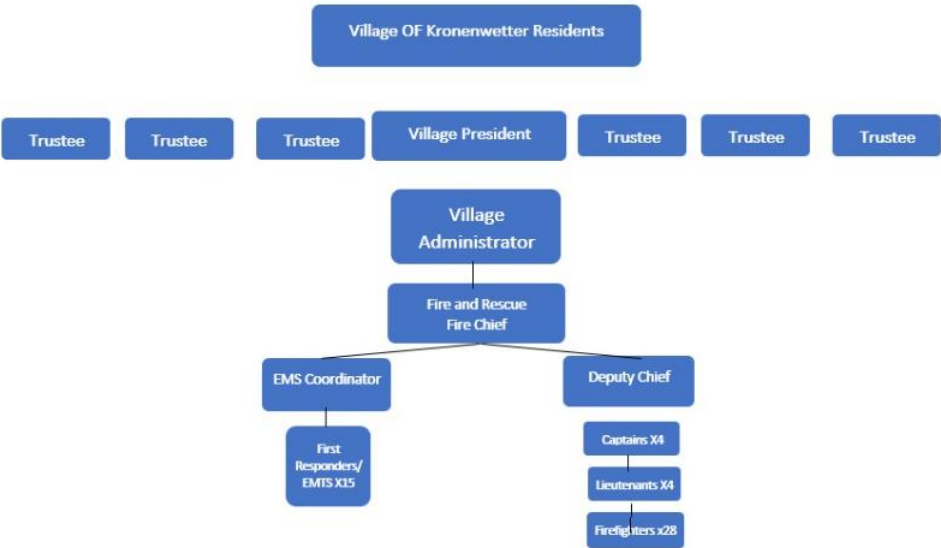 Village OF Kronenwetter Residents
Trustee
Trustee
Trustee
Village President
Trustee
Trustee
Trustee
Village
Administrator
Fire and Rescue
Fire Chief
EMS Coordinator
Deputy Chief
First
Responders/
EMTS X15
Captains X4
Lieutenants X4
Firefighters x28